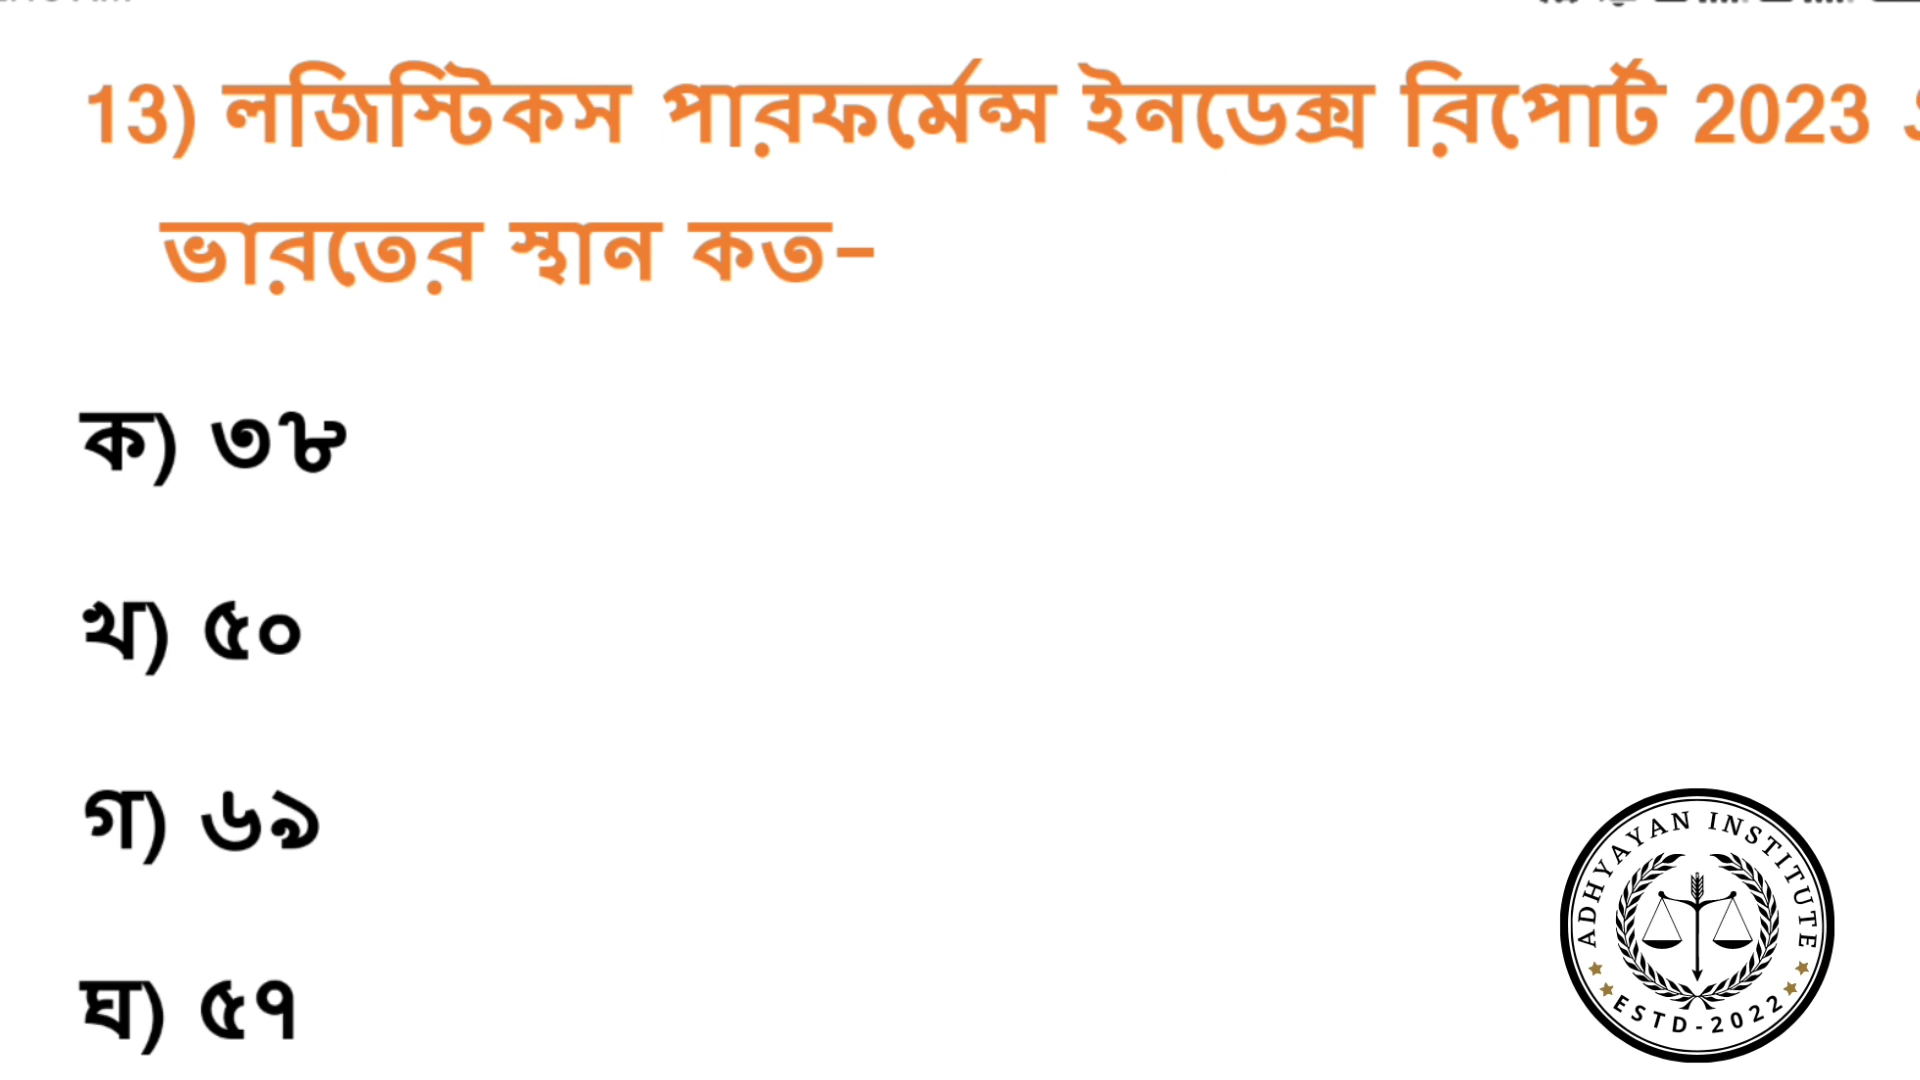 13) লজিস্টিকস পারফর্মেন্স ইনডেক্স রিপোর্ট 2023
ভারতের স্থান কত-
ক) ৩৮
খ) ৫০
গ) ৬৯
ঘ) ৫৭
ADHYAYAN INSTITUTE
ESTD-2022